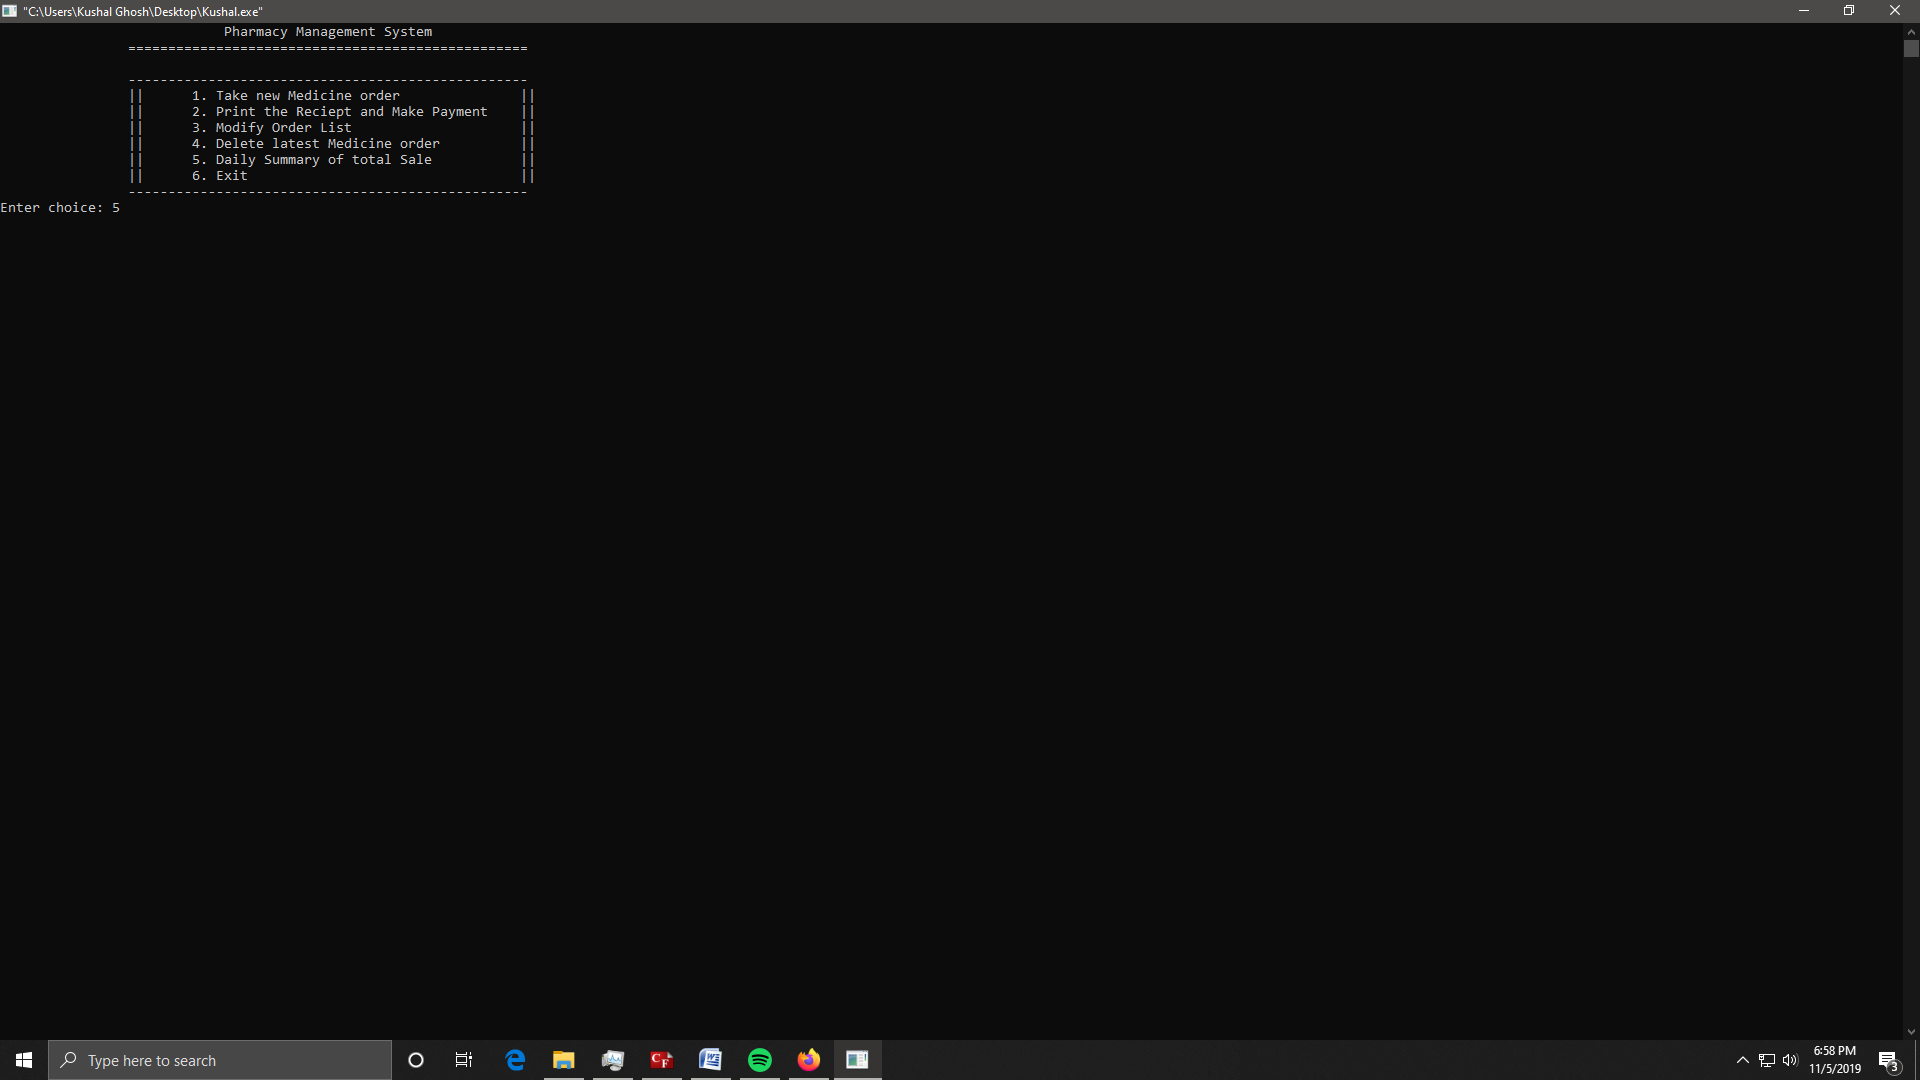 "C:\Users\Kushal Ghosh\Desktop\Kushal.exe"
Pharmacy Management System
==================================================
--------------------------------------------------
||      1. Take new Medicine order               ||
||      2. Print the Reciept and Make Payment    ||
||      3. Modify Order List                     ||
||      4. Delete latest Medicine order          ||
||      5. Daily Summary of total Sale           ||
||      6. Exit                                  ||
--------------------------------------------------
Enter choice: 5
Type here to search
CF
W
6:58 PM
11/5/2019
3